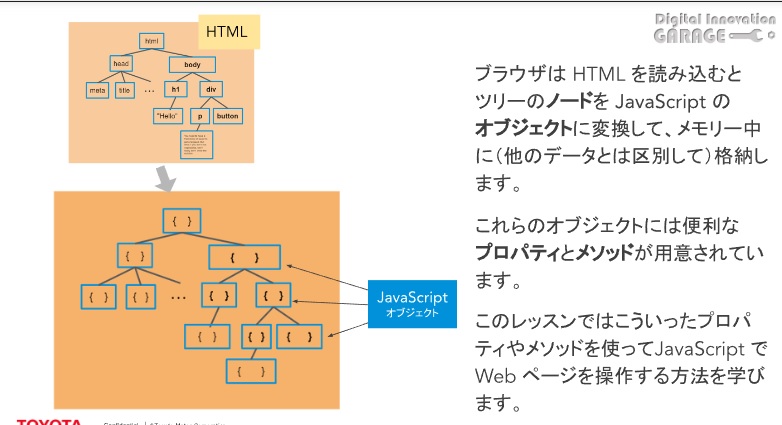 HTML
Digital Innovation
GARAGE
html
head
body
meta
title
...
h1
div
"Hello"
p
button
ブラウザは HTML を読み込むと
ツリーのノードを JavaScript の
オブジェクトに変換して、メモリー中
に(他のデータとは区別して)格納し
ます。
これらのオブジェクトには便利な
プロパティとメソッドが用意されてい
ます。
このレッスンではこういったプロパ
ティやメソッドを使ってJavaScript で
Web ページを操作する方法を学び
ます。
{ }
{ }
{ }
{ }
{ }
...
{ }
{ }
{ }
{ }
{ }
{ }
JavaScript
オブジェクト
TOYOTA